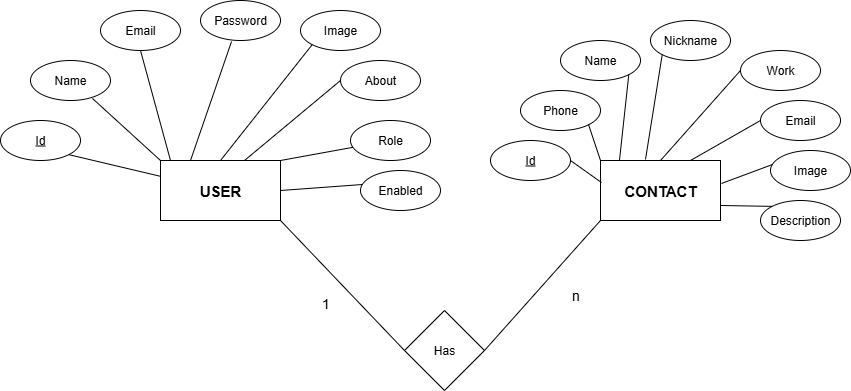 Password
Email
Image
Nickname
Name
Work
Name
About
Phone
Email
Id
Role
Id
Image
USER
Enabled
CONTACT
Description
1
n
Has